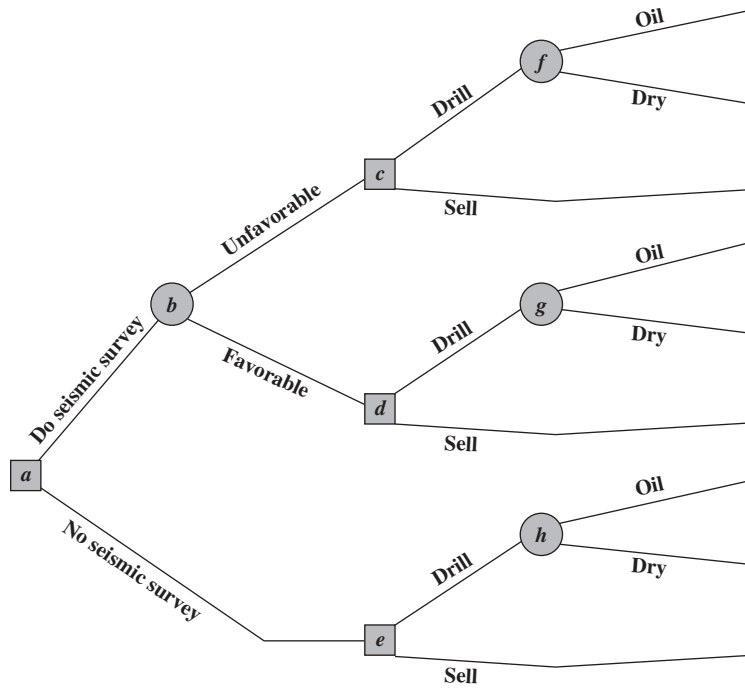 Oil
f
Drill
Dry
c
Unfavorable
Sell
Oil
b
g
Do seismic survey
Favorable
Drill
Dry
d
Sell
a
Oil
No seismic survey
h
Drill
Dry
e
Sell